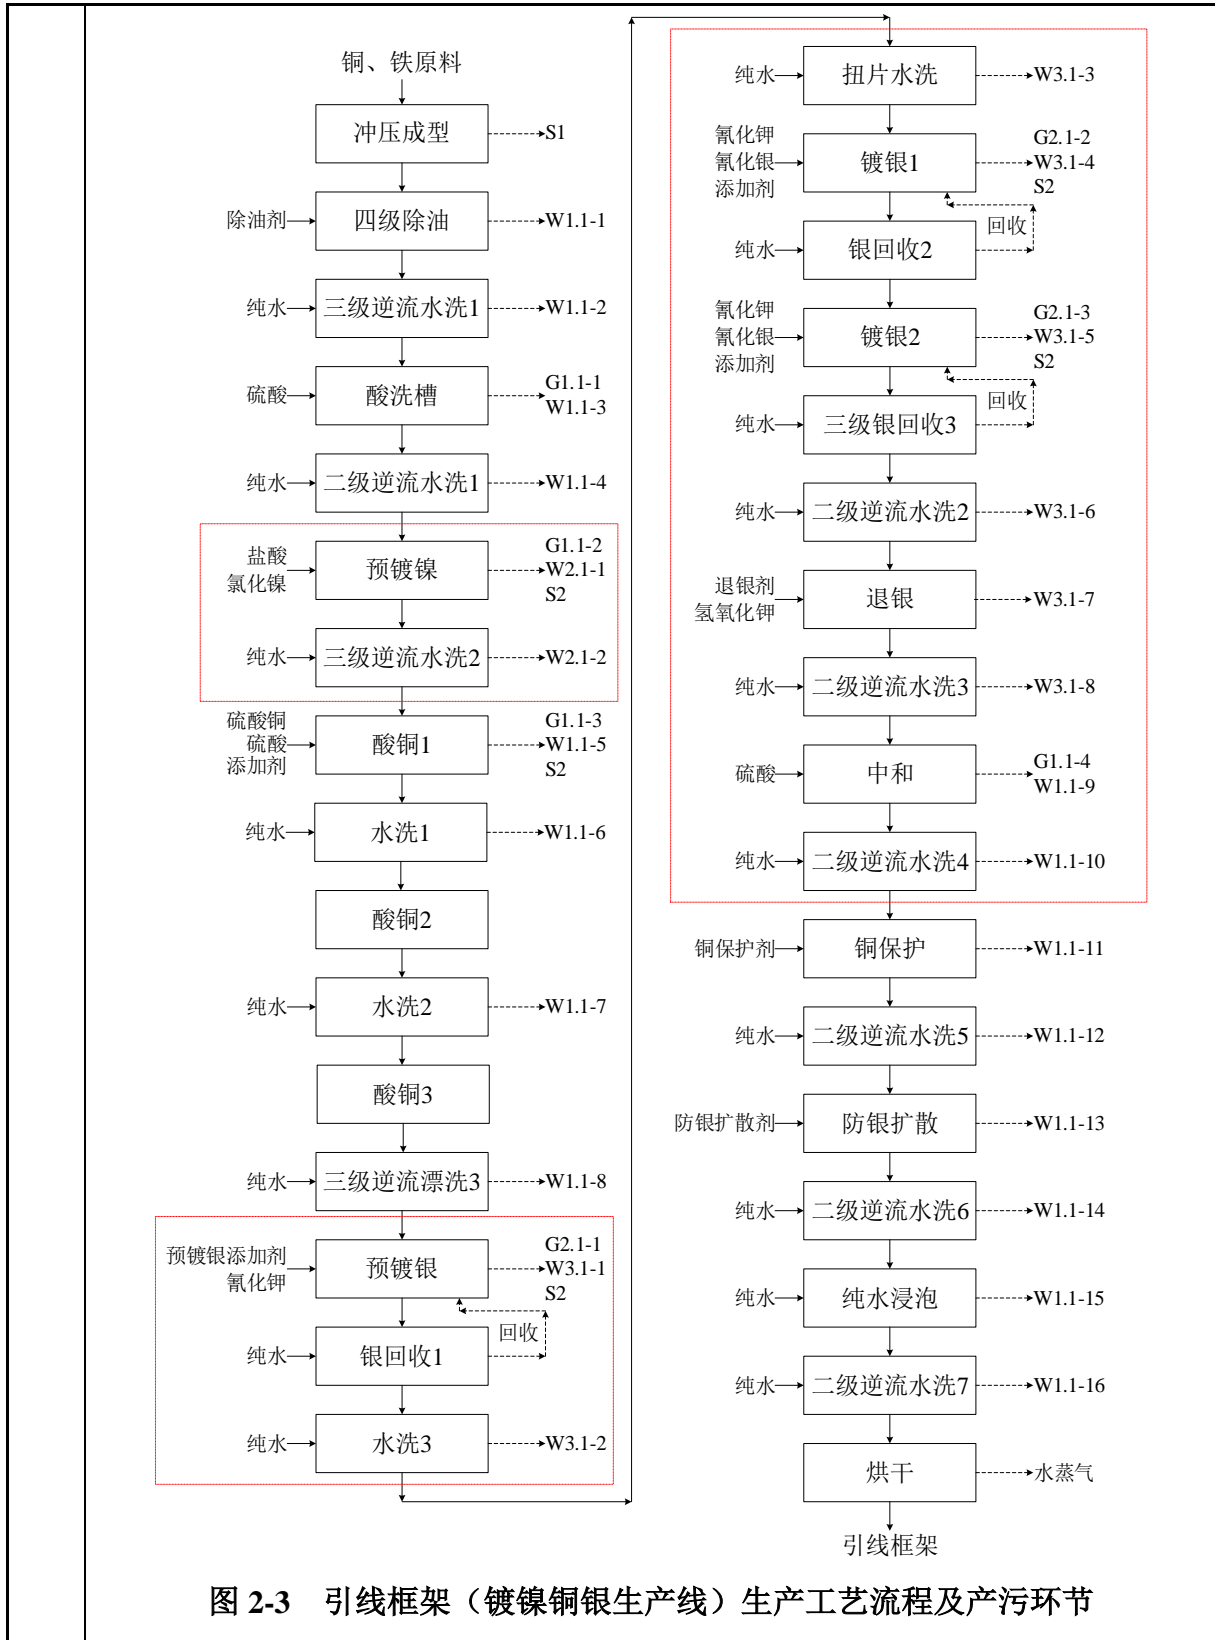 铜、铁原料
冲压成型
S1
除油剂
四级除油
W1.1-1
纯水
三级逆流水洗1
W1.1-2
硫酸
酸洗槽
G1.1-1
W1.1-3
纯水
二级逆流水洗1
W1.1-4
盐酸
氯化镍
预镀镍
G1.1-2
W2.1-1
S2
纯水
三级逆流水洗2
W2.1-2
硫酸铜
硫酸
添加剂
酸铜1
G1.1-3
W1.1-5
S2
纯水
水洗1
W1.1-6
酸铜2
纯水
水洗2
W1.1-7
酸铜3
纯水
三级逆流漂洗3
W1.1-8
预镀银添加剂
氰化钾
预镀银
G2.1-1
W3.1-1
S2
回收
纯水
银回收1
纯水
水洗3
W3.1-2
纯水
扭片水洗
W3.1-3
氰化钾
氰化银
添加剂
镀银1
G2.1-2
W3.1-4
S2
回收
纯水
银回收2
氰化钾
氰化银
添加剂
镀银2
G2.1-3
W3.1-5
S2
回收
纯水
三级银回收3
纯水
二级逆流水洗2
W3.1-6
退银剂
氢氧化钾
退银
W3.1-7
纯水
二级逆流水洗3
W3.1-8
硫酸
中和
G1.1-4
W1.1-9
纯水
二级逆流水洗4
W1.1-10
铜保护剂
铜保护
W1.1-11
纯水
二级逆流水洗5
W1.1-12
防银扩散剂
防银扩散
W1.1-13
纯水
二级逆流水洗6
W1.1-14
纯水
纯水浸泡
W1.1-15
纯水
二级逆流水洗7
W1.1-16
烘干
水蒸气
引线框架
图 2-3 引线框架（镀镍铜银生产线）生产工艺流程及产污环节